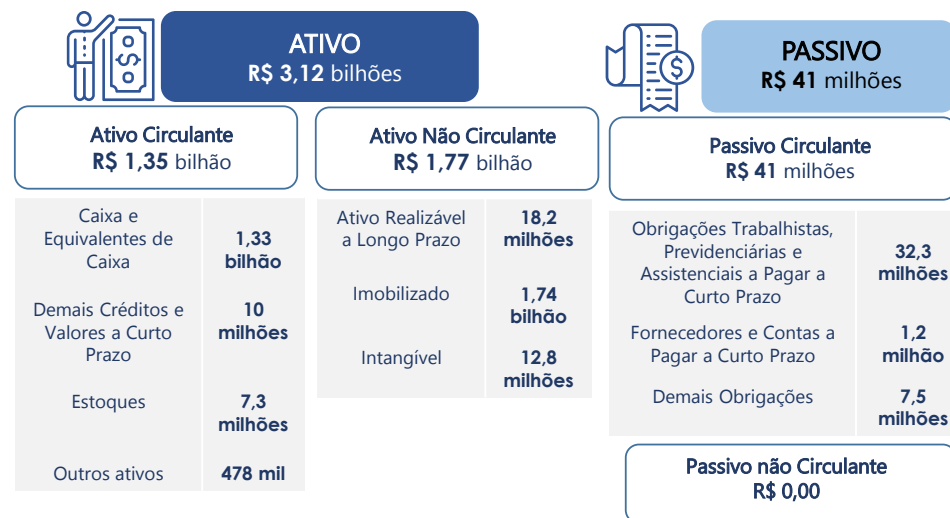 ATIVO
R$ 3,12 bilhões
PASSIVO
R$ 41 milhões
Ativo Circulante
R$ 1,35 bilhão
Ativo Não Circulante
R$ 1,77 bilhão
Passivo Circulante
R$ 41 milhões
Caixa e
Equivalentes de
Caixa
1,33
bilhão
Demais Créditos e
Valores a Curto
Prazo
10
milhões
Estoques
7,3
milhões
Outros ativos
478 mil
Ativo Realizável
a Longo Prazo
18,2
milhões
Imobilizado
1,74
bilhão
Intangível
12,8
milhões
Obrigações Trabalhistas,
Previdenciárias e
Assistenciais a Pagar a
Curto Prazo
32,3
milhões
Fornecedores e Contas a
Pagar a Curto Prazo
1,2
milhão
Demais Obrigações
7,5
milhões
Passivo não Circulante
R$ 0,00